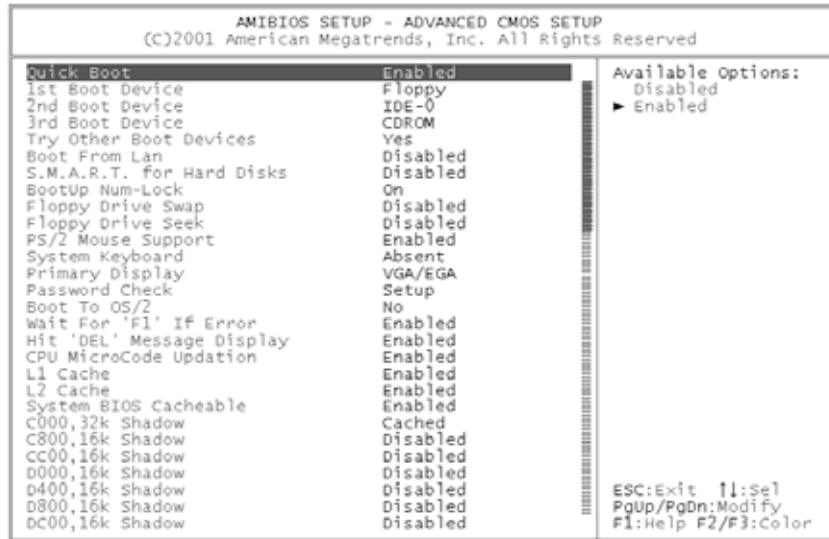 AMIBIOS SETUP - ADVANCED CMOS SETUP
(C)2001 American Megatrends, Inc. All Rights Reserved
Quick Boot Enabled
1st Boot Device Floppy
2nd Boot Device IDE-0
3rd Boot Device CDROM
Try Other Boot Devices Yes
Boot From Lan Disabled
S.M.A.R.T. for Hard Disks Disabled
BootUp Num-Lock On
Floppy Drive Swap Disabled
Floppy Drive Seek Disabled
PS/2 Mouse Support Enabled
System Keyboard Absent
Primary Display VGA/EGA
Password Check Setup
Boot To OS/2 No
Wait For 'F1' If Error Enabled
Hit 'DEL' Message Display Enabled
CPU MicroCode Updation Enabled
L1 Cache Enabled
L2 Cache Enabled
System BIOS Cacheable Enabled
C000,32k Shadow Cached
C800,16k Shadow Disabled
CC00,16k Shadow Disabled
D000,16k Shadow Disabled
D400,16k Shadow Disabled
D800,16k Shadow Disabled
DC00,16k Shadow Disabled
Available Options:
Disabled
► Enabled
ESC:Exit ↑↓:Sel
PgUp/PgDn:Modify
F1:Help F2/F3:Color